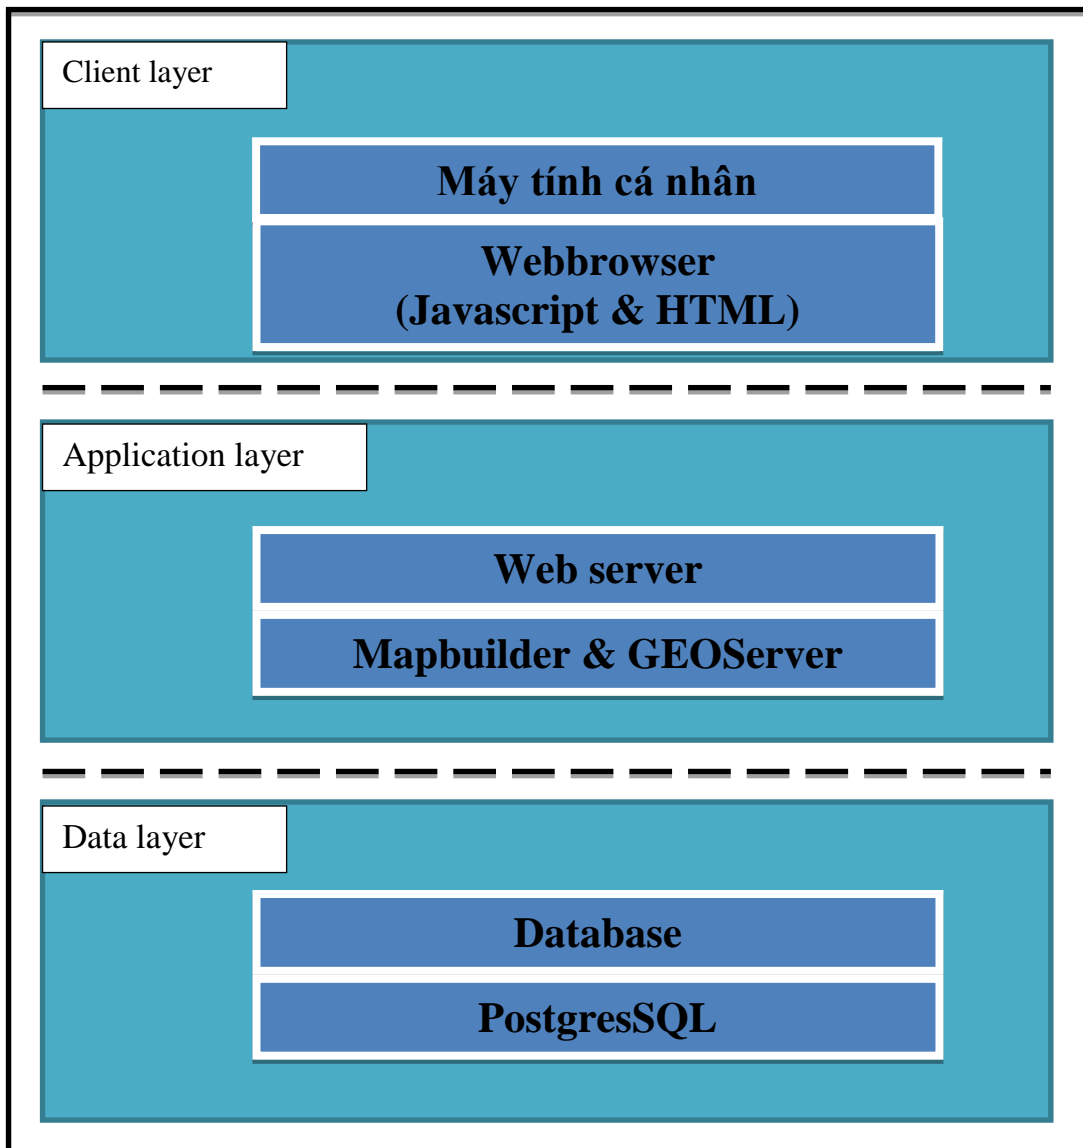 Client layer
Máy tính cá nhân
Webbrowser
(Javascript & HTML)
Application layer
Web server
Mapbuilder & GEOServer
Data layer
Database
PostgresSQL